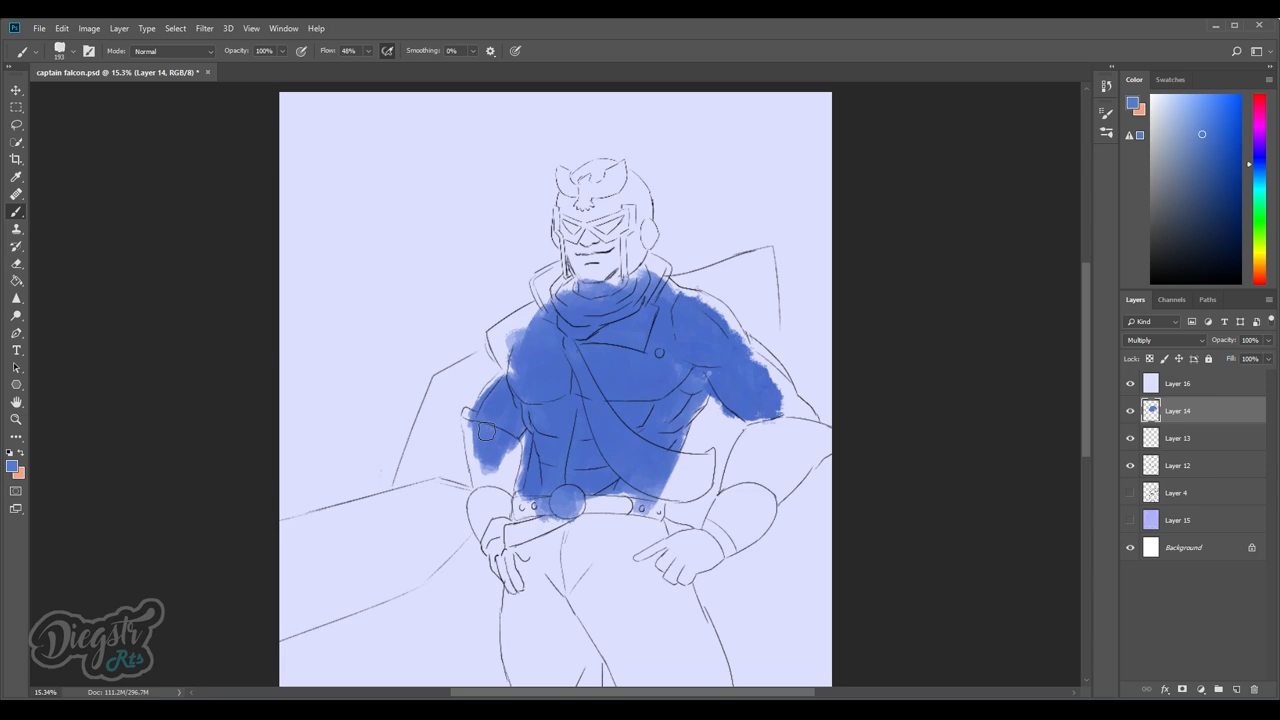 Ps File Edit Image Layer Type Select Filter 3D View Window Help
193 Mode: Normal Opacity: 100% Flow: 48% Smoothing: 0%
captain falcon.psd @ 15.3% (Layer 14, RGB/8) * ×
Color Swatches
Layers Channels Paths
Kind
Multiply Opacity: 100%
Lock: Fill: 100%
Layer 16
Layer 14
Layer 13
Layer 12
Layer 4
Layer 15
Background
Diegstr
Rts
15.34% Doc: 111.2M/296.7M